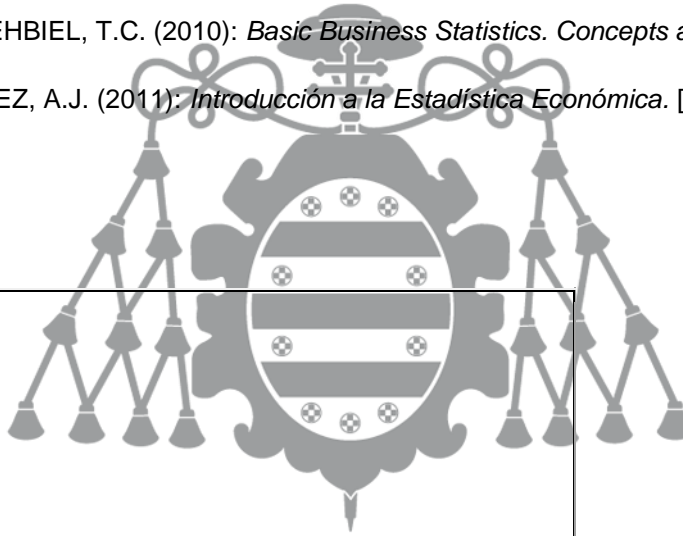 EHBIEL, T.C. (2010): Basic Business Statistics. Concepts a
EZ, A.J. (2011): Introducción a la Estadística Económica. [